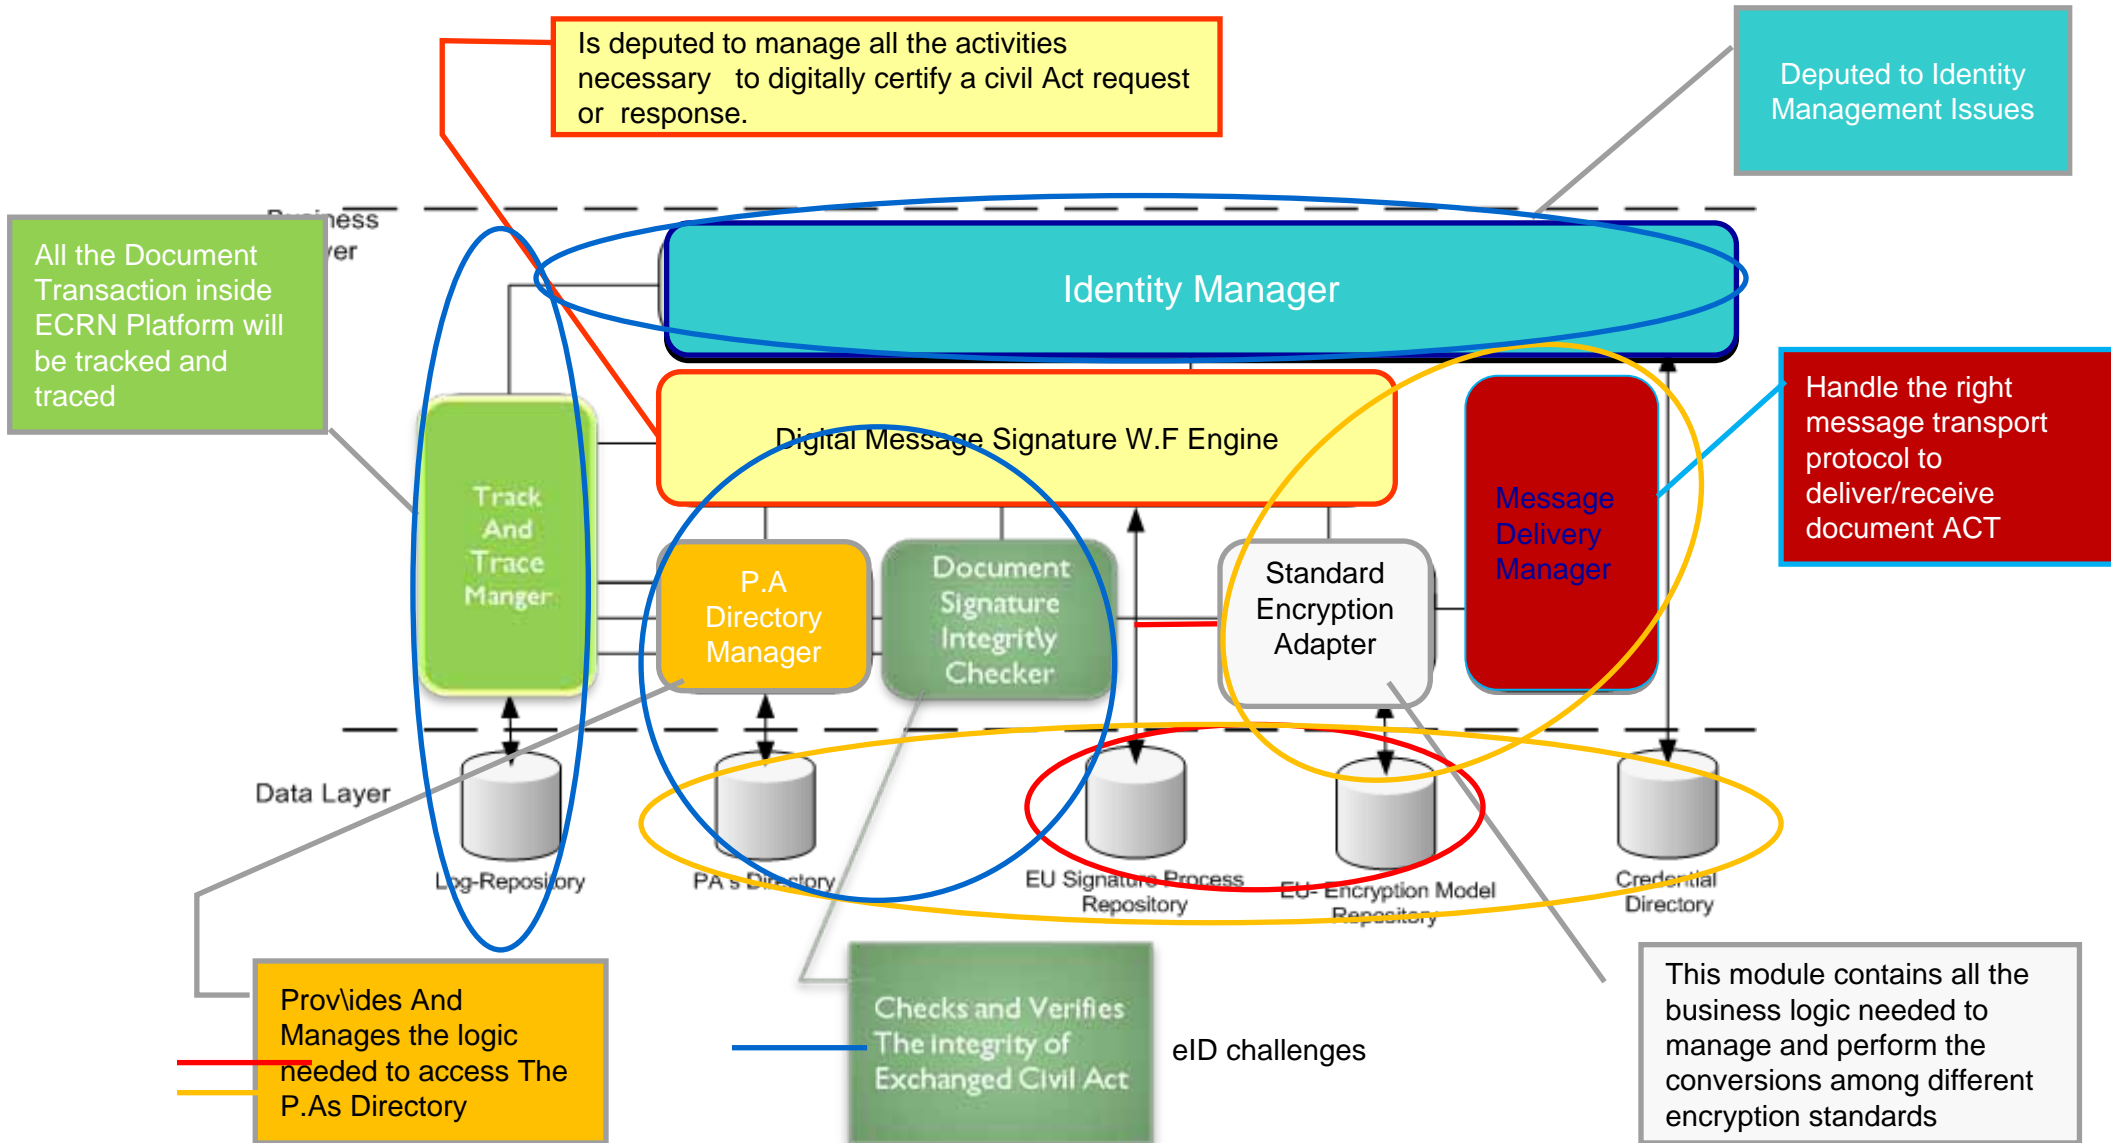 Is deputed to manage all the activities
necessary to digitally certify a civil Act request
or response.
Deputed to Identity
Management Issues
All the Document
Transaction inside
ECRN Platform will
be tracked and
traced
Identity Manager
Handle the right
message transport
protocol to
deliver/receive
document ACT
Digital Message Signature W.F Engine
Track
And
Trace
Manger
Message
Delivery
Manager
P.A
Directory
Manager
Document
Signature
Integrit\y
Checker
Standard
Encryption
Adapter
Data Layer
Log-Repository
PA's Directory
EU Signature Process
Repository
EU- Encryption Model
Repository
Credential
Directory
Prov\ides And
Manages the logic
needed to access The
P.As Directory
Checks and Verifies
The integrity of
Exchanged Civil Act
eID challenges
This module contains all the
business logic needed to
manage and perform the
conversions among different
encryption standards